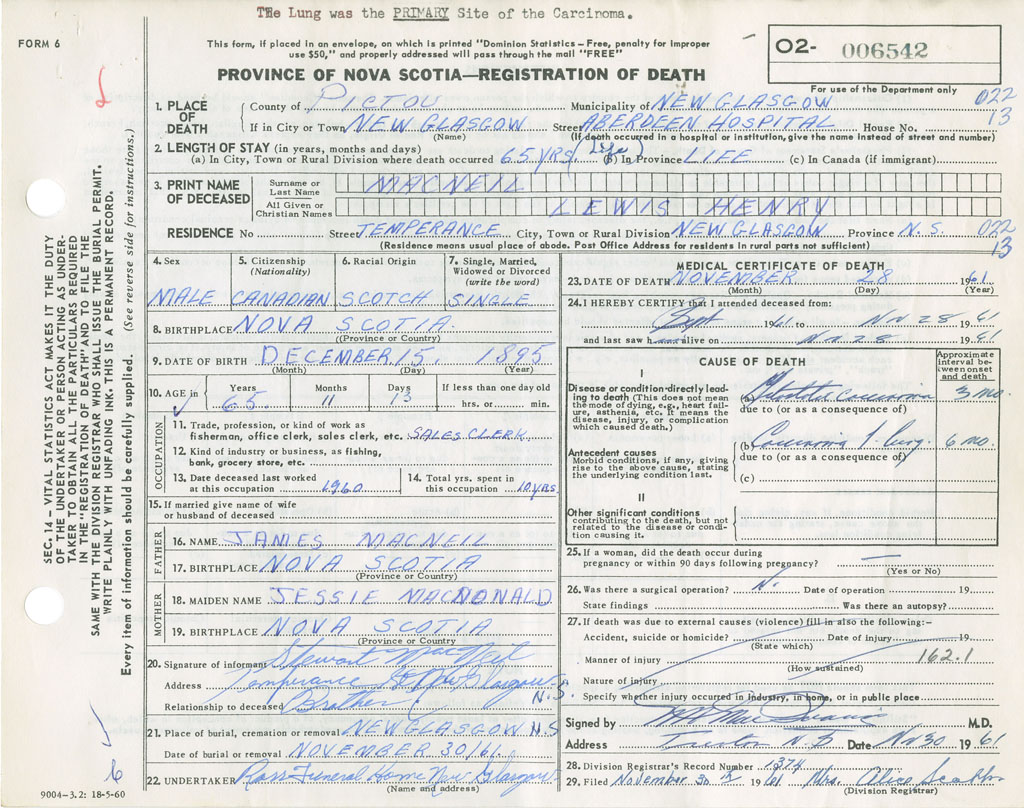 The Lung was the PRIMARY Site of the Carcinoma.
FORM 6
This form, if placed in an envelope, on which is printed "Dominion Statistics – Free, penalty for improper
use $50," and properly addressed will pass through the mail "FREE"
02- 006542
PROVINCE OF NOVA SCOTIA—REGISTRATION OF DEATH
For use of the Department only
1. PLACE OF DEATH County of PICTOU Municipality of NEW GLASGOW 022
If in City or Town NEW GLASGOW Street ABERDEEN HOSPITAL House No. 13
(Name) (If death occurred in a hospital or institution, give the name instead of street and number)
2. LENGTH OF STAY (in years, months and days)
(a) In City, Town or Rural Division where death occurred 65 YRS (Life) (b) In Province LIFE (c) In Canada (if immigrant)
3. PRINT NAME OF DECEASED
Surname or Last Name MACNEIL
All Given or Christian Names LEWIS HENRY
RESIDENCE No Street TEMPERANCE City, Town or Rural Division NEW GLASGOW Province N.S. 022
(Residence means usual place of abode. Post Office Address for residents in rural parts not sufficient) 13
4. Sex MALE
5. Citizenship (Nationality) CANADIAN
6. Racial Origin SCOTCH
7. Single, Married, Widowed or Divorced (write the word) SINGLE
8. BIRTHPLACE NOVA SCOTIA
(Province or Country)
9. DATE OF BIRTH DECEMBER 15, 1895
(Month) (Day) (Year)
10. AGE in Years Months Days If less than one day old
65 11 13 hrs. or min.
OCCUPATION
11. Trade, profession, or kind of work as
fisherman, office clerk, sales clerk, etc. SALES CLERK
12. Kind of industry or business, as fishing,
bank, grocery store, etc.
13. Date deceased last worked at this occupation 1960
14. Total yrs. spent in this occupation 10 YRS
15. If married give name of wife
or husband of deceased
FATHER
16. NAME JAMES MACNEIL
17. BIRTHPLACE NOVA SCOTIA
(Province or Country)
MOTHER
18. MAIDEN NAME JESSIE MACDONALD
19. BIRTHPLACE NOVA SCOTIA
(Province or Country)
20. Signature of informant Stewart MacNeil
Address Temperance St New Glasgow N.S.
Relationship to deceased Brother
21. Place of burial, cremation or removal NEW GLASGOW N.S
Date of burial or removal NOVEMBER 30/61
22. UNDERTAKER Ross Funeral Home New Glasgow
(Name and address)
9004-3.2: 18-5-60
MEDICAL CERTIFICATE OF DEATH
23. DATE OF DEATH NOVEMBER 28 1961
(Month) (Day) (Year)
24. I HEREBY CERTIFY that I attended deceased from:
Sept 1961 to Nov 28 1961
and last saw h alive on Nov 28 1961
CAUSE OF DEATH
Approximate interval between onset and death
I
Disease or condition directly leading to death (This does not mean the mode of dying, e.g., heart failure, asthenia, etc. It means the disease, injury, or complication which caused death.)
(a) Carcinoma 3 mo.
due to (or as a consequence of)
Antecedent causes
Morbid conditions, if any, giving rise to the above cause, stating the underlying condition last.
(b) Carcinoma of lung 6 mo.
due to (or as a consequence of)
(c)
II
Other significant conditions
contributing to the death, but not related to the disease or condition causing it.
25. If a woman, did the death occur during
pregnancy or within 90 days following pregnancy? —
(Yes or No)
26. Was there a surgical operation? N. Date of operation 19
State findings Was there an autopsy?
27. If death was due to external causes (violence) fill in also the following:–
Accident, suicide or homicide? Date of injury 19
(State which)
Manner of injury 162.1
(How sustained)
Nature of injury
Specify whether injury occurred in industry, in home, or in public place
Signed by M.D.
Address N.S Date Nov 30 1961
28. Division Registrar's Record Number 1374
29. Filed November 30th 1961 Mrs. Alice
(Division Registrar)
SEC. 14 – VITAL STATISTICS ACT MAKES IT THE DUTY
OF THE UNDERTAKER OR PERSON ACTING AS UNDERTAKER
TO OBTAIN ALL THE PARTICULARS REQUIRED
IN THE "REGISTRATION OF DEATH" AND TO FILE THE
SAME WITH THE DIVISION REGISTRAR WHO SHALL ISSUE THE BURIAL PERMIT.
WRITE PLAINLY WITH UNFADING INK. THIS IS A PERMANENT RECORD.
Every item of information should be carefully supplied. (See reverse side for instructions.)